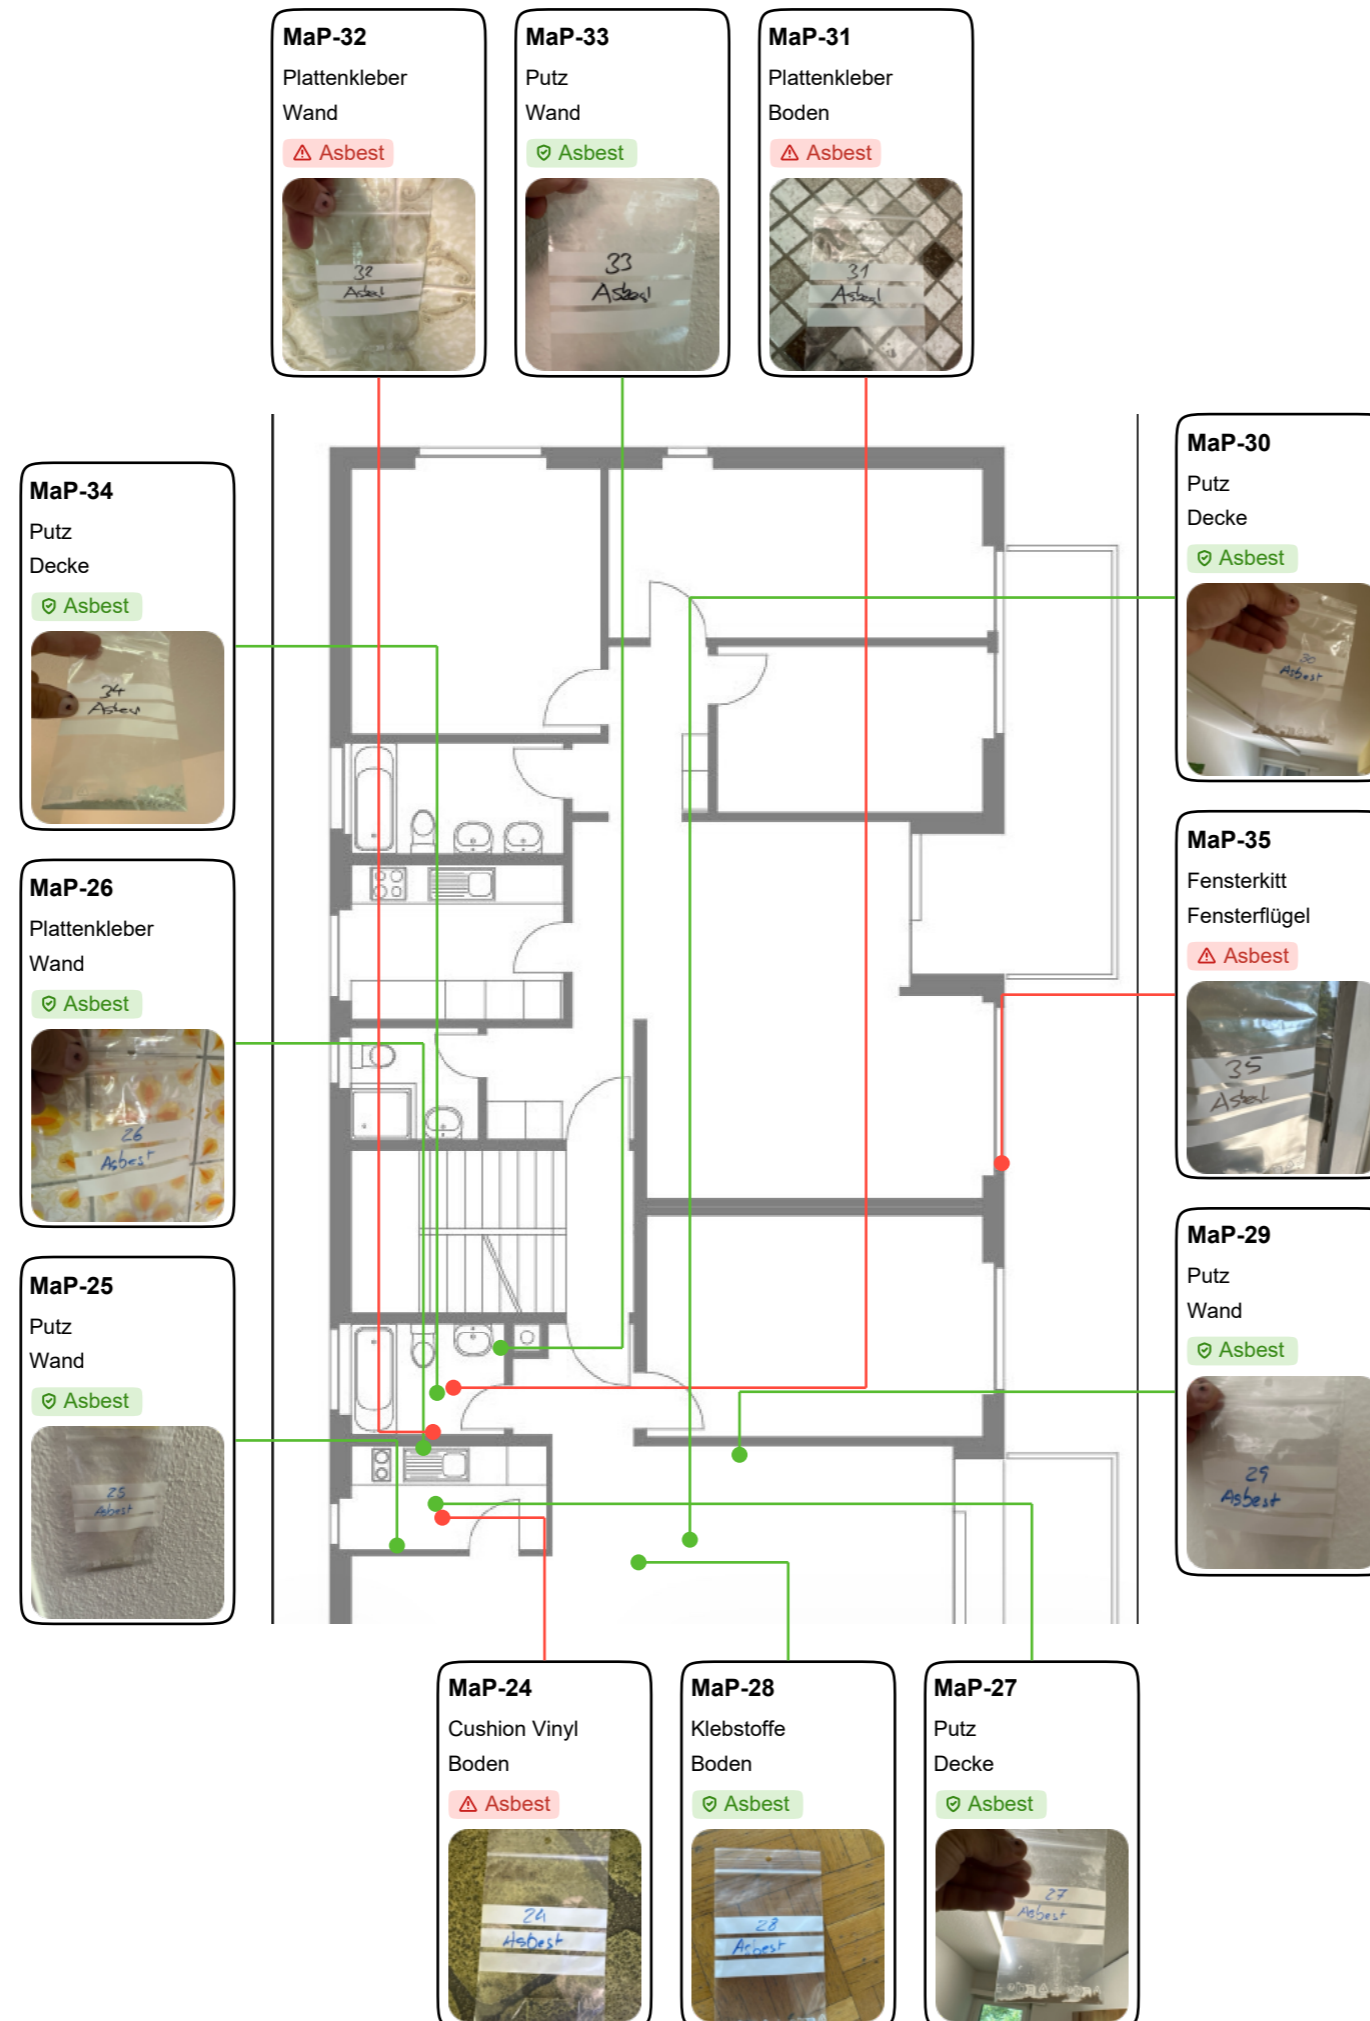 MaP-32
Plattenkleber
Wand
Asbest
32
Asbest
MaP-33
Putz
Wand
Asbest
33
Asbest
MaP-31
Plattenkleber
Boden
Asbest
31
Asbest
MaP-34
Putz
Decke
Asbest
34
Asbest
MaP-30
Putz
Decke
Asbest
30
Asbest
MaP-26
Plattenkleber
Wand
Asbest
26
Asbest
MaP-35
Fensterkitt
Fensterflügel
Asbest
35
Asbest
MaP-25
Putz
Wand
Asbest
25
Asbest
MaP-29
Putz
Wand
Asbest
29
Asbest
MaP-24
Cushion Vinyl
Boden
Asbest
24
Asbest
MaP-28
Klebstoffe
Boden
Asbest
28
Asbest
MaP-27
Putz
Decke
Asbest
27
Asbest